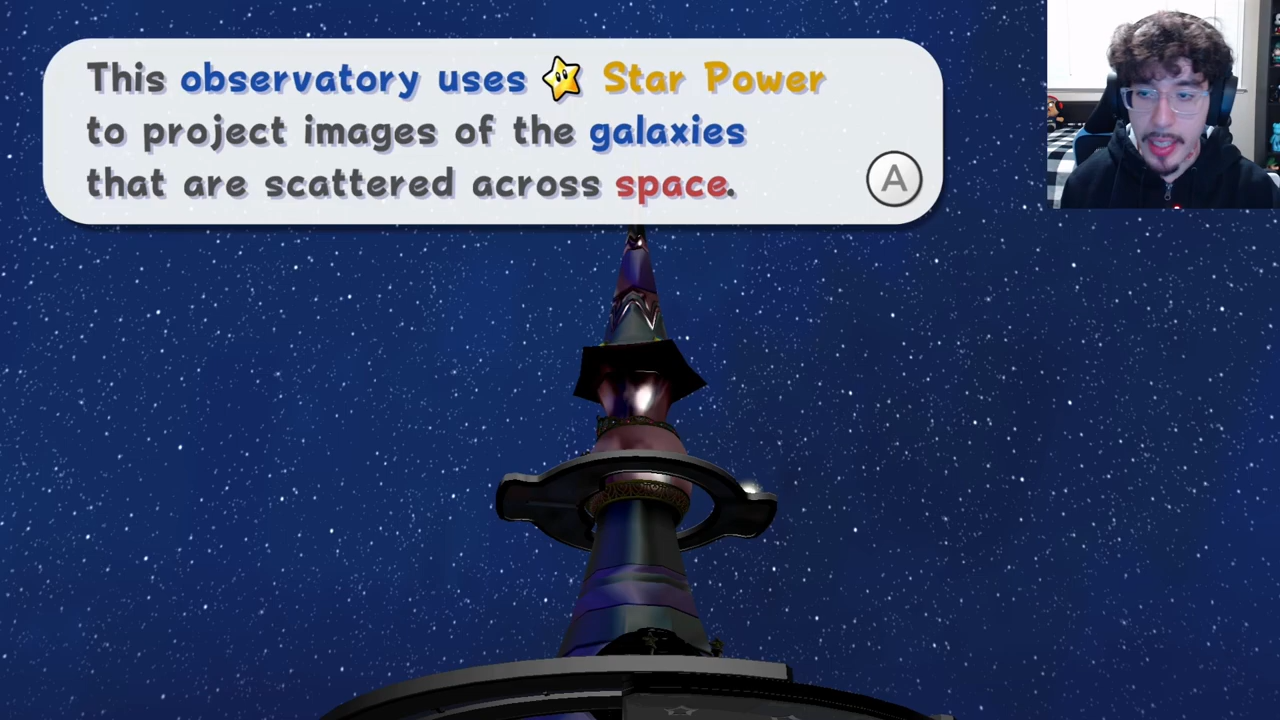 This observatory uses Star Power
to project images of the galaxies
that are scattered across space.
A